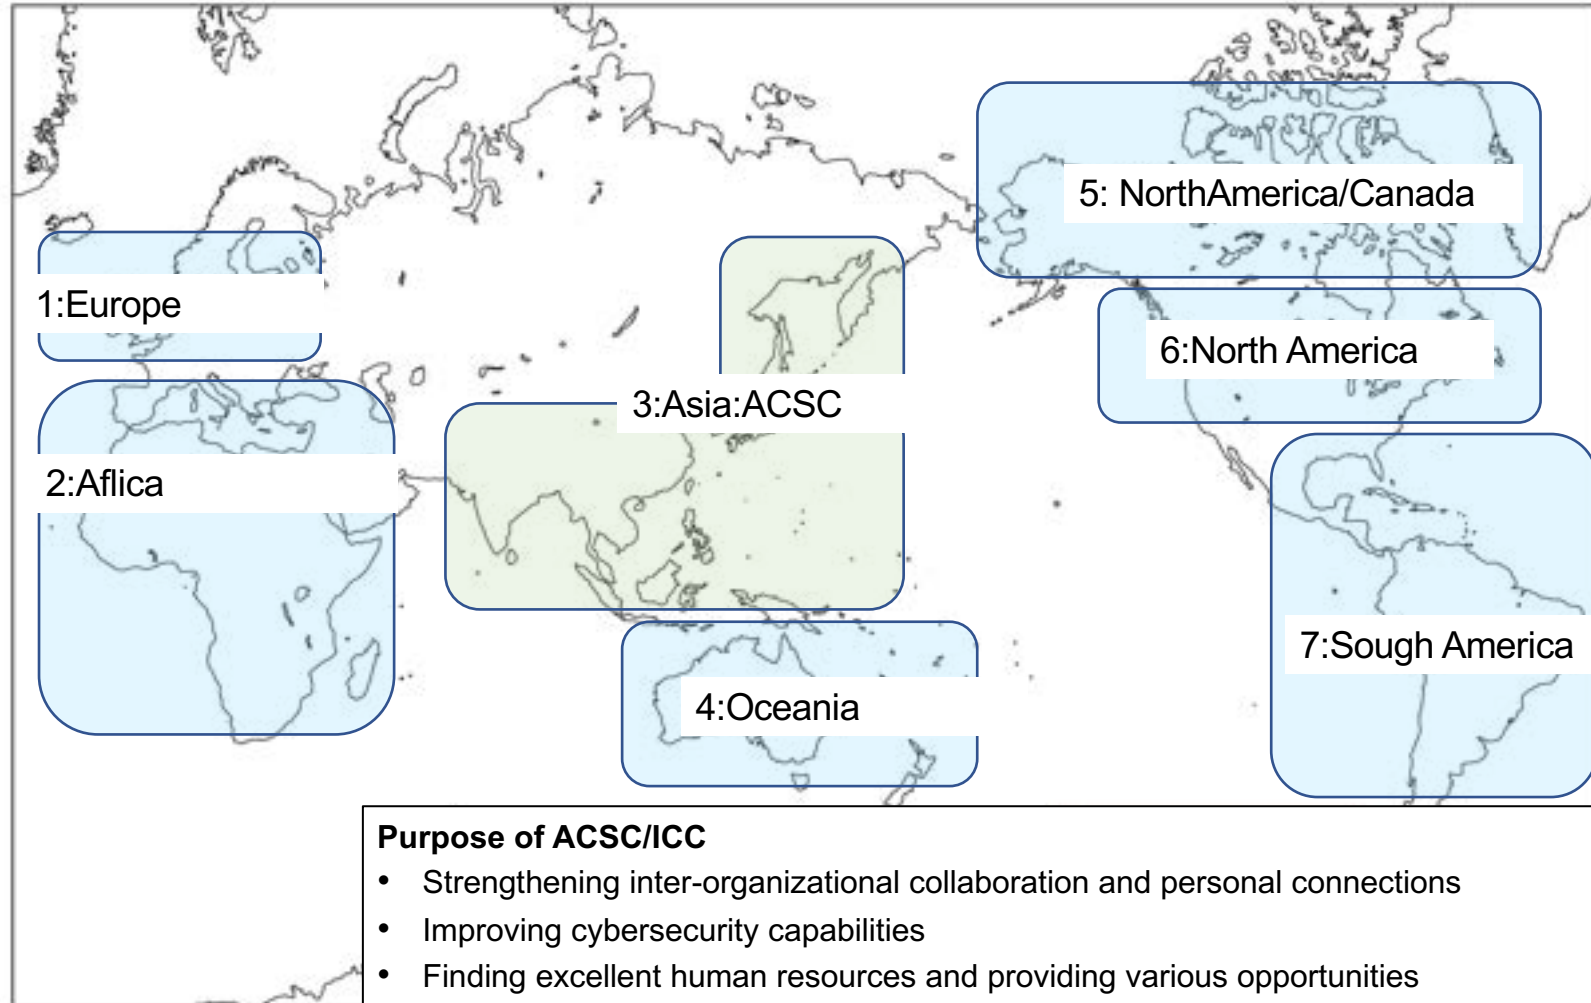 5: NorthAmerica/Canada
1:Europe
6:North America
3:Asia:ACSC
2:Aflica
7:Sough America
4:Oceania
Purpose of ACSC/ICC
• Strengthening inter-organizational collaboration and personal connections
• Improving cybersecurity capabilities
• Finding excellent human resources and providing various opportunities